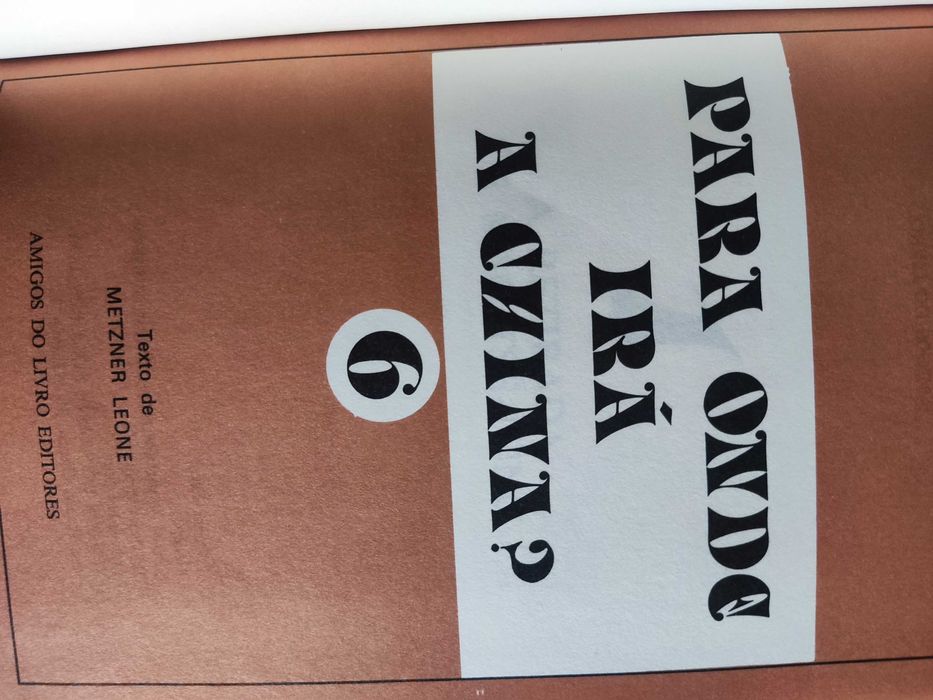 PARA ONDE
IRÁ
A CHINA?
6
Texto de
METZNER LEONE
AMIGOS DO LIVRO EDITORES